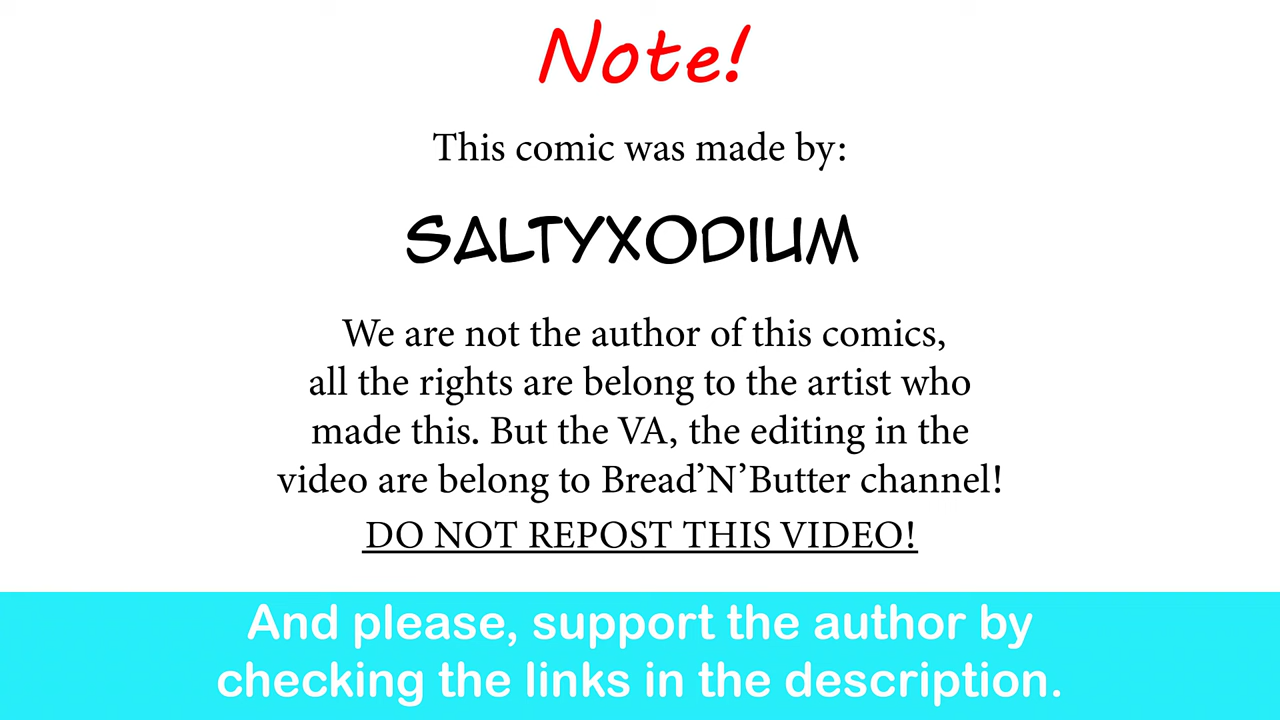 Note!
This comic was made by:
SALTYXODIUM
We are not the author of this comics,
all the rights are belong to the artist who
made this. But the VA, the editing in the
video are belong to Bread’N’Butter channel!
DO NOT REPOST THIS VIDEO!
And please, support the author by
checking the links in the description.